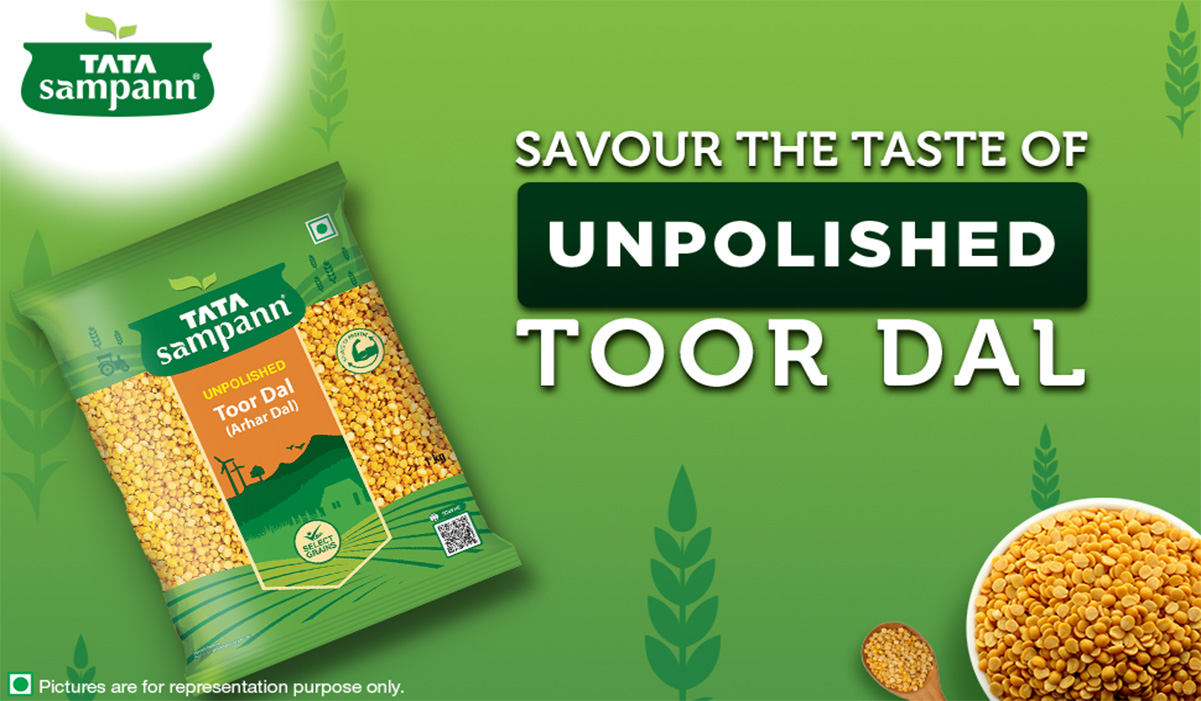 TATA
sampann®
SAVOUR THE TASTE OF
UNPOLISHED
TOOR DAL
TATA
sampann
UNPOLISHED
Toor Dal
(Arhar Dal)
1 kg
SELECT
GRAINS
Pictures are for representation purpose only.